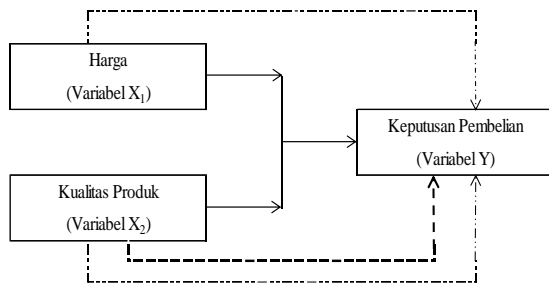 Harga
(Variabel X₁)
Keputusan Pembelian
(Variabel Y)
Kualitas Produk
(Variabel X₂)